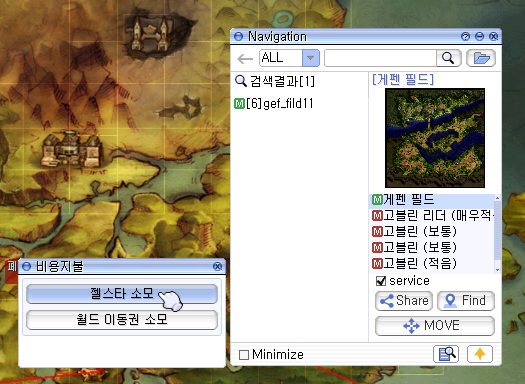 Navigation
ALL
검색결과[1]
[게펜 필드]
[6]gef_fild11
게펜 필드
고블린 리더 (매우적
고블린 (보통)
고블린 (보통)
고블린 (적음)
service
Share
Find
MOVE
Minimize
비용지불
젤스타 소모
월드 이동권 소모